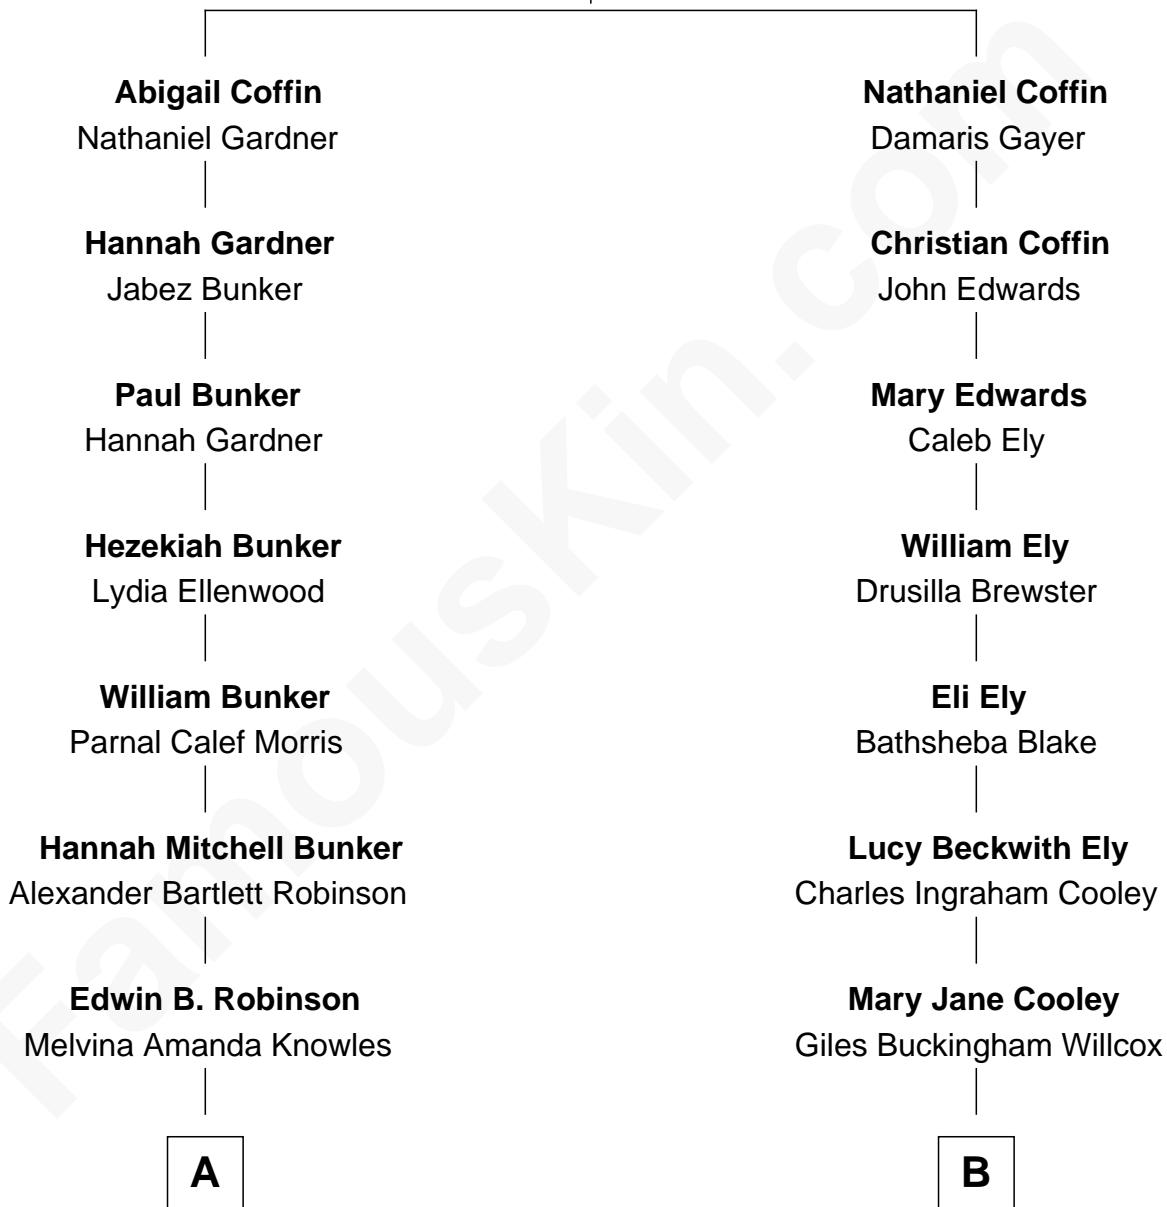 Abigail Coffin
Nathaniel Gardner
Hannah Gardner
Jabez Bunker
Paul Bunker
Hannah Gardner
Hezekiah Bunker
Lydia Ellenwood
William Bunker
Parnal Calef Morris
Hannah Mitchell Bunker
Alexander Bartlett Robinson
Edwin B. Robinson
Melvina Amanda Knowles
A
Nathaniel Coffin
Damaris Gayer
Christian Coffin
John Edwards
Mary Edwards
Caleb Ely
William Ely
Drusilla Brewster
Eli Ely
Bathsheba Blake
Lucy Beckwith Ely
Charles Ingraham Cooley
Mary Jane Cooley
Giles Buckingham Willcox
B
FamousKin.com